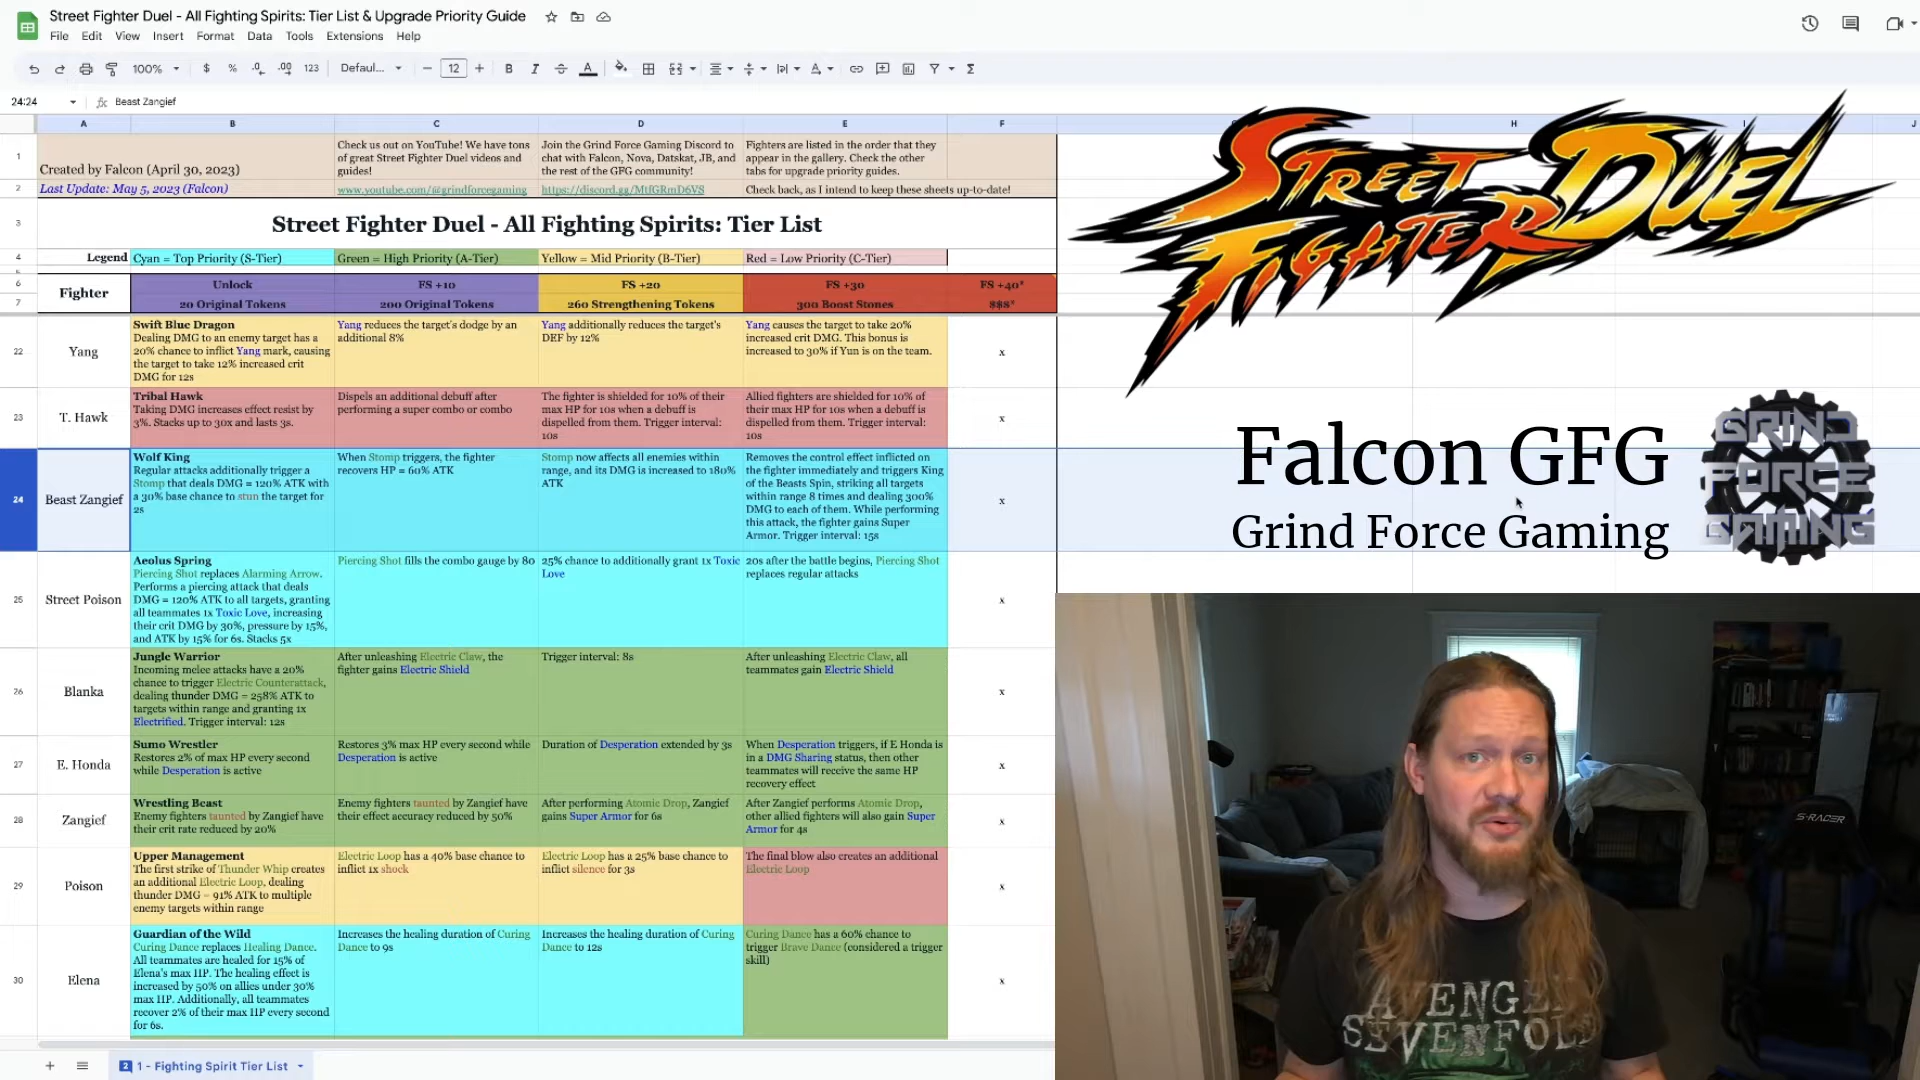 Street Fighter Duel - All Fighting Spirits: Tier List & Upgrade Priority Guide
File Edit View Insert Format Data Tools Extensions Help
100% $ % .0 .00 123 Defaul... 12 B I A
24:24 fx Beast Zangief
A B C D E F H I J
1
Created by Falcon (April 30, 2023)
Check us out on YouTube! We have tons
of great Street Fighter Duel videos and
guides!
Join the Grind Force Gaming Discord to
chat with Falcon, Nova, Datskat, JB, and
the rest of the GFG community!
Fighters are listed in the order that they
appear in the gallery. Check the other
tabs for upgrade priority guides.
2
Last Update: May 5, 2023 (Falcon)
www.youtube.com/@grindforcegaming
https://discord.gg/MtfGRmD6VS
Check back, as I intend to keep these sheets up-to-date!
3
Street Fighter Duel - All Fighting Spirits: Tier List
4
Legend
Cyan = Top Priority (S-Tier)
Green = High Priority (A-Tier)
Yellow = Mid Priority (B-Tier)
Red = Low Priority (C-Tier)
6
7
Fighter
Unlock
20 Original Tokens
FS +10
200 Original Tokens
FS +20
260 Strengthening Tokens
FS +30
300 Boost Stones
FS +40*
$$$*
22
Yang
Swift Blue Dragon
Dealing DMG to an enemy target has a
20% chance to inflict Yang mark, causing
the target to take 12% increased crit
DMG for 12s
Yang reduces the target's dodge by an
additional 8%
Yang additionally reduces the target's
DEF by 12%
Yang causes the target to take 20%
increased crit DMG. This bonus is
increased to 30% if Yun is on the team.
x
23
T. Hawk
Tribal Hawk
Taking DMG increases effect resist by
3%. Stacks up to 30x and lasts 3s.
Dispels an additional debuff after
performing a super combo or combo
The fighter is shielded for 10% of their
max HP for 10s when a debuff is
dispelled from them. Trigger interval:
10s
Allied fighters are shielded for 10% of
their max HP for 10s when a debuff is
dispelled from them. Trigger interval:
10s
x
24
Beast Zangief
Wolf King
Regular attacks additionally trigger a
Stomp that deals DMG = 120% ATK with
a 30% base chance to stun the target for
2s
When Stomp triggers, the fighter
recovers HP = 60% ATK
Stomp now affects all enemies within
range, and its DMG is increased to 180%
ATK
Removes the control effect inflicted on
the fighter immediately and triggers King
of the Beasts Spin, striking all targets
within range 8 times and dealing 300%
DMG to each of them. While performing
this attack, the fighter gains Super
Armor. Trigger interval: 15s
x
25
Street Poison
Aeolus Spring
Piercing Shot replaces Alarming Arrow.
Performs a piercing attack that deals
DMG = 120% ATK to all targets, granting
all teammates 1x Toxic Love, increasing
their crit DMG by 30%, pressure by 15%,
and ATK by 15% for 6s. Stacks 5x
Piercing Shot fills the combo gauge by 80
25% chance to additionally grant 1x Toxic
Love
20s after the battle begins, Piercing Shot
replaces regular attacks
x
26
Blanka
Jungle Warrior
Incoming melee attacks have a 20%
chance to trigger Electric Counterattack,
dealing thunder DMG = 258% ATK to
targets within range and granting 1x
Electrified. Trigger interval: 12s
After unleashing Electric Claw, the
fighter gains Electric Shield
Trigger interval: 8s
After unleashing Electric Claw, all
teammates gain Electric Shield
x
27
E. Honda
Sumo Wrestler
Restores 2% of max HP every second
while Desperation is active
Restores 3% max HP every second while
Desperation is active
Duration of Desperation extended by 3s
When Desperation triggers, if E Honda is
in a DMG Sharing status, then other
teammates will receive the same HP
recovery effect
x
28
Zangief
Wrestling Beast
Enemy fighters taunted by Zangief have
their crit rate reduced by 20%
Enemy fighters taunted by Zangief have
their effect accuracy reduced by 50%
After performing Atomic Drop, Zangief
gains Super Armor for 6s
After Zangief performs Atomic Drop,
other allied fighters will also gain Super
Armor for 4s
x
29
Poison
Upper Management
The first strike of Thunder Whip creates
an additional Electric Loop, dealing
thunder DMG = 91% ATK to multiple
enemy targets within range
Electric Loop has a 40% base chance to
inflict 1x shock
Electric Loop has a 25% base chance to
inflict silence for 3s
The final blow also creates an additional
Electric Loop
x
30
Elena
Guardian of the Wild
Curing Dance replaces Healing Dance.
All teammates are healed for 15% of
Elena's max HP. The healing effect is
increased by 50% on allies under 30%
max HP. Additionally, all teammates
recover 2% of their max HP every second
for 6s.
Increases the healing duration of Curing
Dance to 9s
Increases the healing duration of Curing
Dance to 12s
Curing Dance has a 60% chance to
trigger Brave Dance (considered a trigger
skill)
x
2 1 - Fighting Spirit Tier List
STREET
FIGHTER DUEL
Falcon GFG
Grind Force Gaming
GRIND
FORCE
GAMING
S-RACER
AVENGE
SEVENFOLD